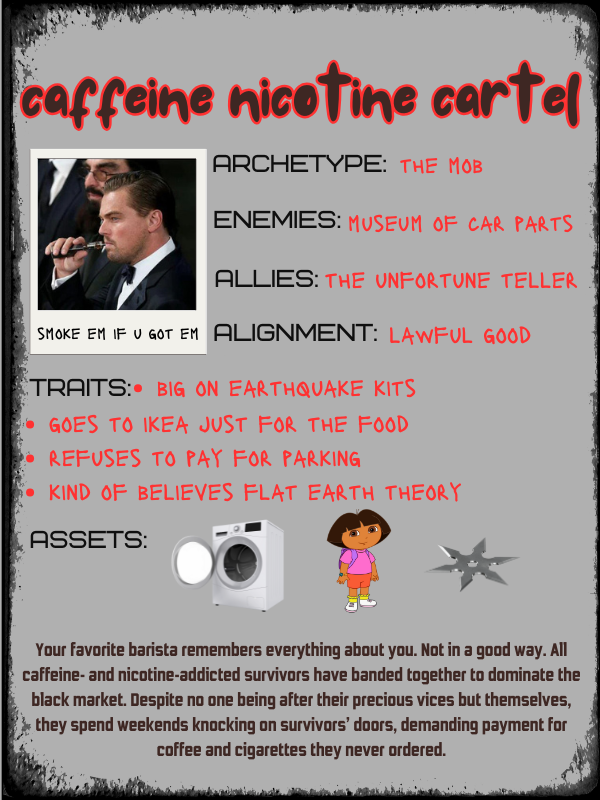 caffeine nicotine cartel
ARCHETYPE: THE MOB
ENEMIES: MUSEUM OF CAR PARTS
ALLIES: THE UNFORTUNE TELLER
SMOKE EM IF U GOT EM
ALIGNMENT: LAWFUL GOOD
TRAITS: • BIG ON EARTHQUAKE KITS
• GOES TO IKEA JUST FOR THE FOOD
• REFUSES TO PAY FOR PARKING
• KIND OF BELIEVES FLAT EARTH THEORY
ASSETS:
Your favorite barista remembers everything about you. Not in a good way. All
caffeine- and nicotine-addicted survivors have banded together to dominate the
black market. Despite no one being after their precious vices but themselves,
they spend weekends knocking on survivors' doors, demanding payment for
coffee and cigarettes they never ordered.